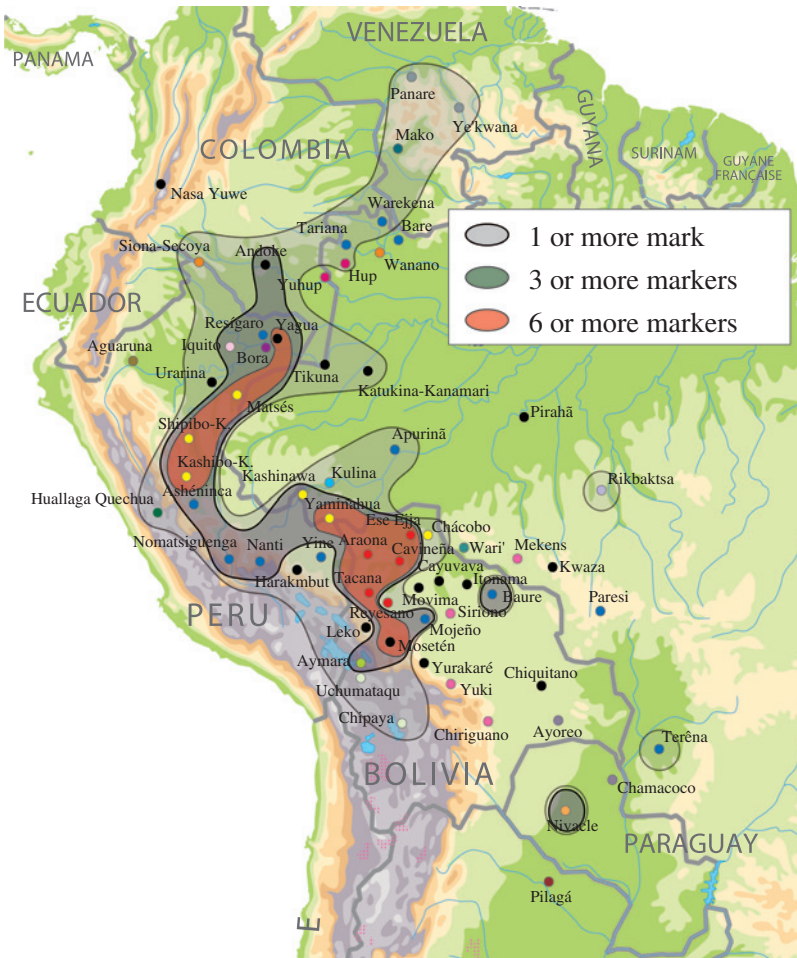 VENEZUELA
PANAMA
Panare
GUYANA
Ye'kwana
Mako
COLOMBIA
SURINAM
GUYANE
FRANÇAISE
Nasa Yuwe
Warekena
Tariana
Bare
1 or more mark
Siona-Secoya
Andoke
Wanano
Hup
Yuhup
3 or more markers
ECUADOR
Resígaro
Yagua
6 or more markers
Iquito
Bora
Aguaruna
Urarina
Tikuna
Katukina-Kanamari
Matsés
Pirahã
Shipibo-K.
Apurinã
Kashibo-K.
Kashinawa
Kulina
Rikbaktsa
Ashéninca
Huallaga Quechua
Yaminahua
Ese Ejja
Chácobo
Nomatsiguenga
Nanti
Yine
Araona
Cavineña
Wari'
Mekens
Kwaza
Harakmbut
Cayuvava
Itonama
Tacana
Movima
Baure
Paresi
PERU
Reyesano
Siriono
Leko
Mojeño
Mosetén
Aymara
Yurakaré
Chiquitano
Uchumataqu
Yuki
Chipaya
Chiriguano
Ayoreo
Terêna
BOLIVIA
Chamacoco
Nivacle
PARAGUAY
Pilagá
E